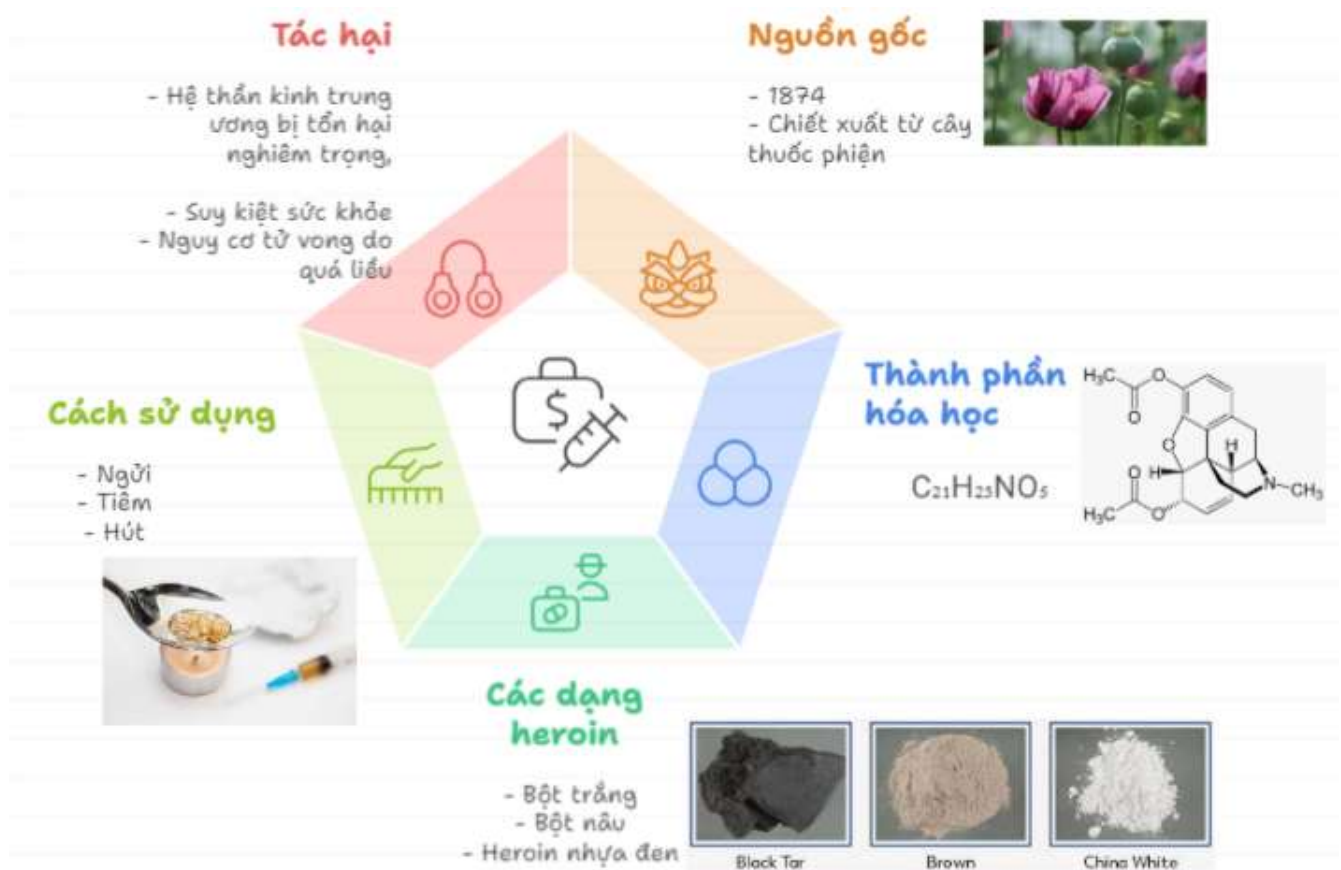 Tác hại
- Hệ thần kinh trung
ương bị tổn hại
nghiêm trọng,
- Suy kiệt sức khỏe
- Nguy cơ tử vong do
quá liều
Nguồn gốc
- 1874
- Chiết xuất từ cây
thuốc phiện
Thành phần
hóa học
C₂₁H₂₃NO₅
H₃C
O
O
O
H
H
N
CH₃
O
H₃C
O
Cách sử dụng
- Ngửi
- Tiêm
- Hút
$
Các dạng
heroin
- Bột trắng
- Bột nâu
- Heroin nhựa đen
Black Tar
Brown
China White